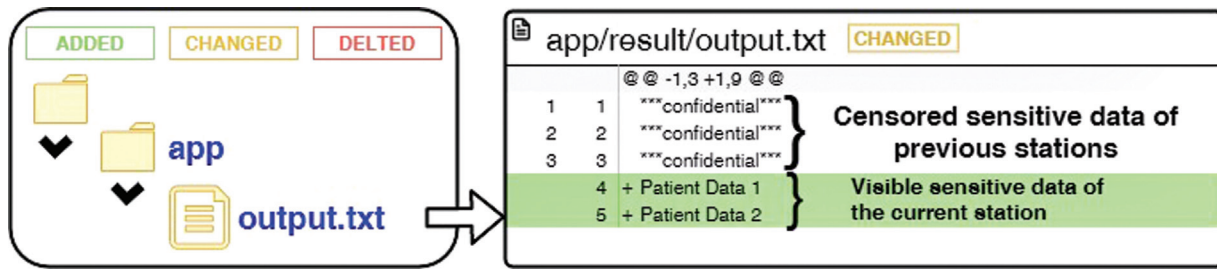 ADDED CHANGED DELTED
app
output.txt
app/result/output.txt CHANGED
@@ -1,3 +1,9 @@
1 1 ***confidential***
2 2 ***confidential***
3 3 ***confidential***
Censored sensitive data of
previous stations
4 + Patient Data 1
5 + Patient Data 2
Visible sensitive data of
the current station